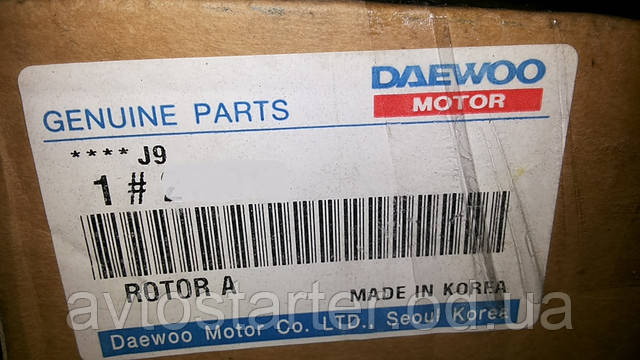 DAEWOO
MOTOR
GENUINE PARTS
**** J9
1 #
ROTOR A
MADE IN KOREA
avtostarter.od.ua
Daewoo Motor Co. LTD., Seoul Korea